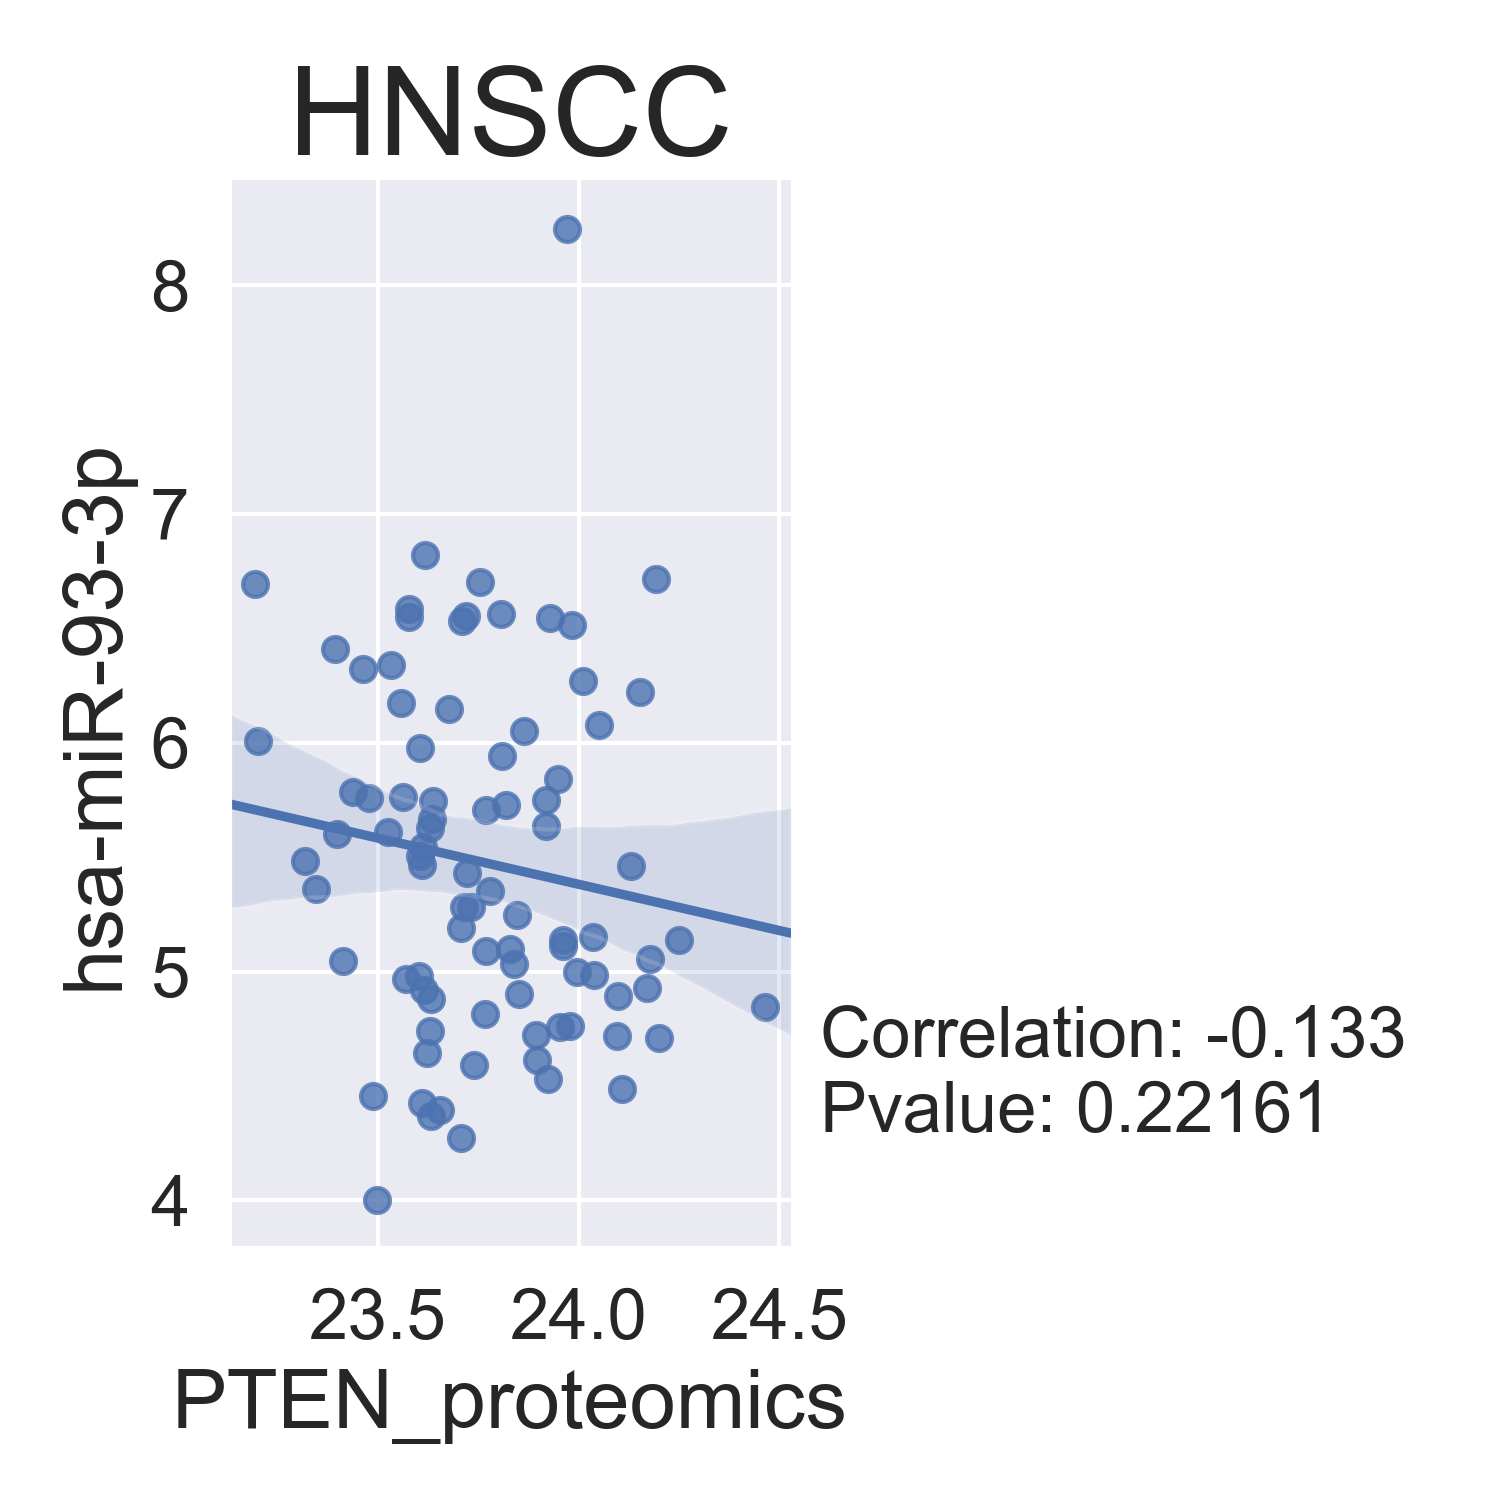 HNSCC
hsa-miR-93-3p
8
7
6
5
4
23.5 24.0 24.5
PTEN_proteomics
Correlation: -0.133
Pvalue: 0.22161